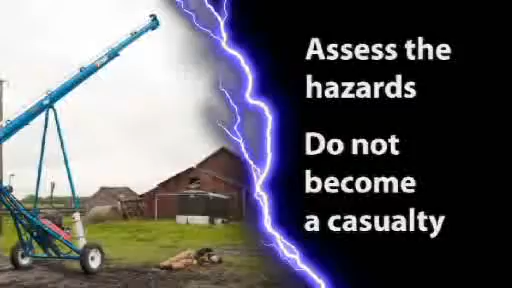 Assess the
hazards
Do not
become
a casualty